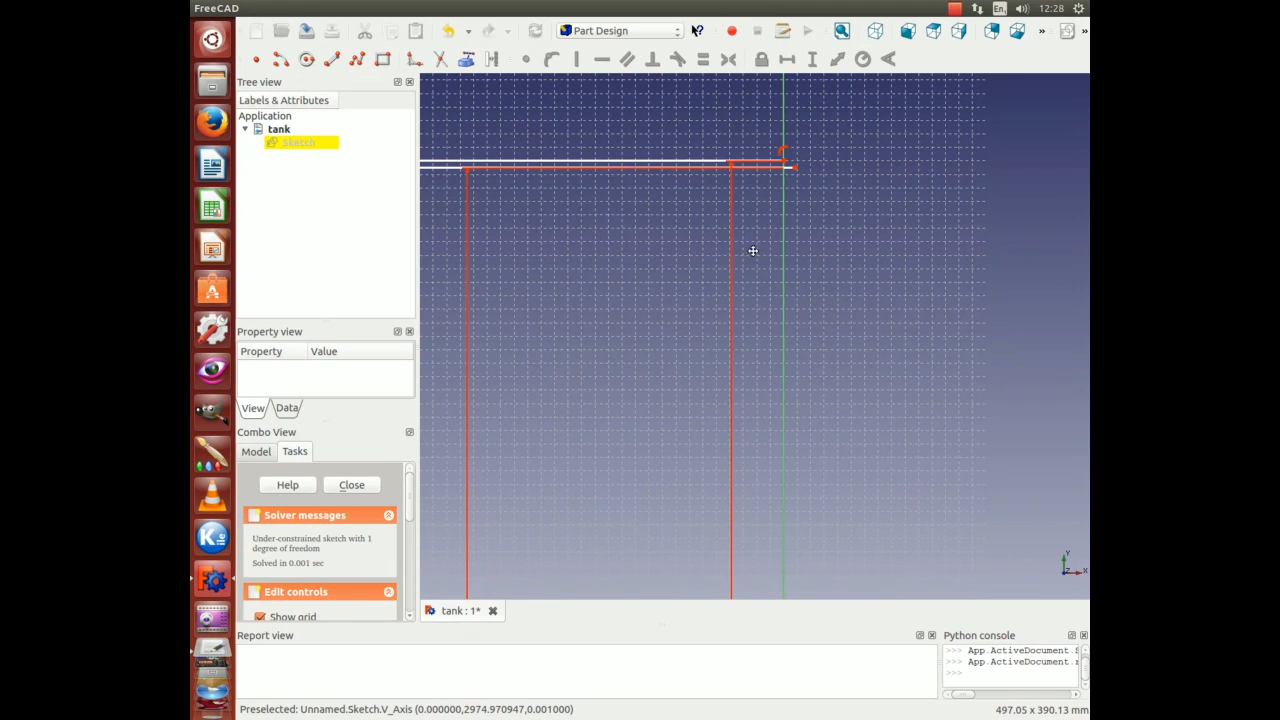 FreeCAD
En
12:28
Part Design
»
»
Tree view
Labels & Attributes
Application
tank
Sketch
Property view
Property Value
View Data
Combo View
Model Tasks
Help Close
Solver messages
Under-constrained sketch with 1
degree of freedom
Solved in 0.001 sec
Edit controls
Show grid
Y
Z X
tank : 1*
Report view
Python console
>>> App.ActiveDocument.
>>> App.ActiveDocument.
>>>
Preselected: Unnamed.Sketch.V_Axis (0.000000,2974.970947,0.001000)
497.05 x 390.13 mm